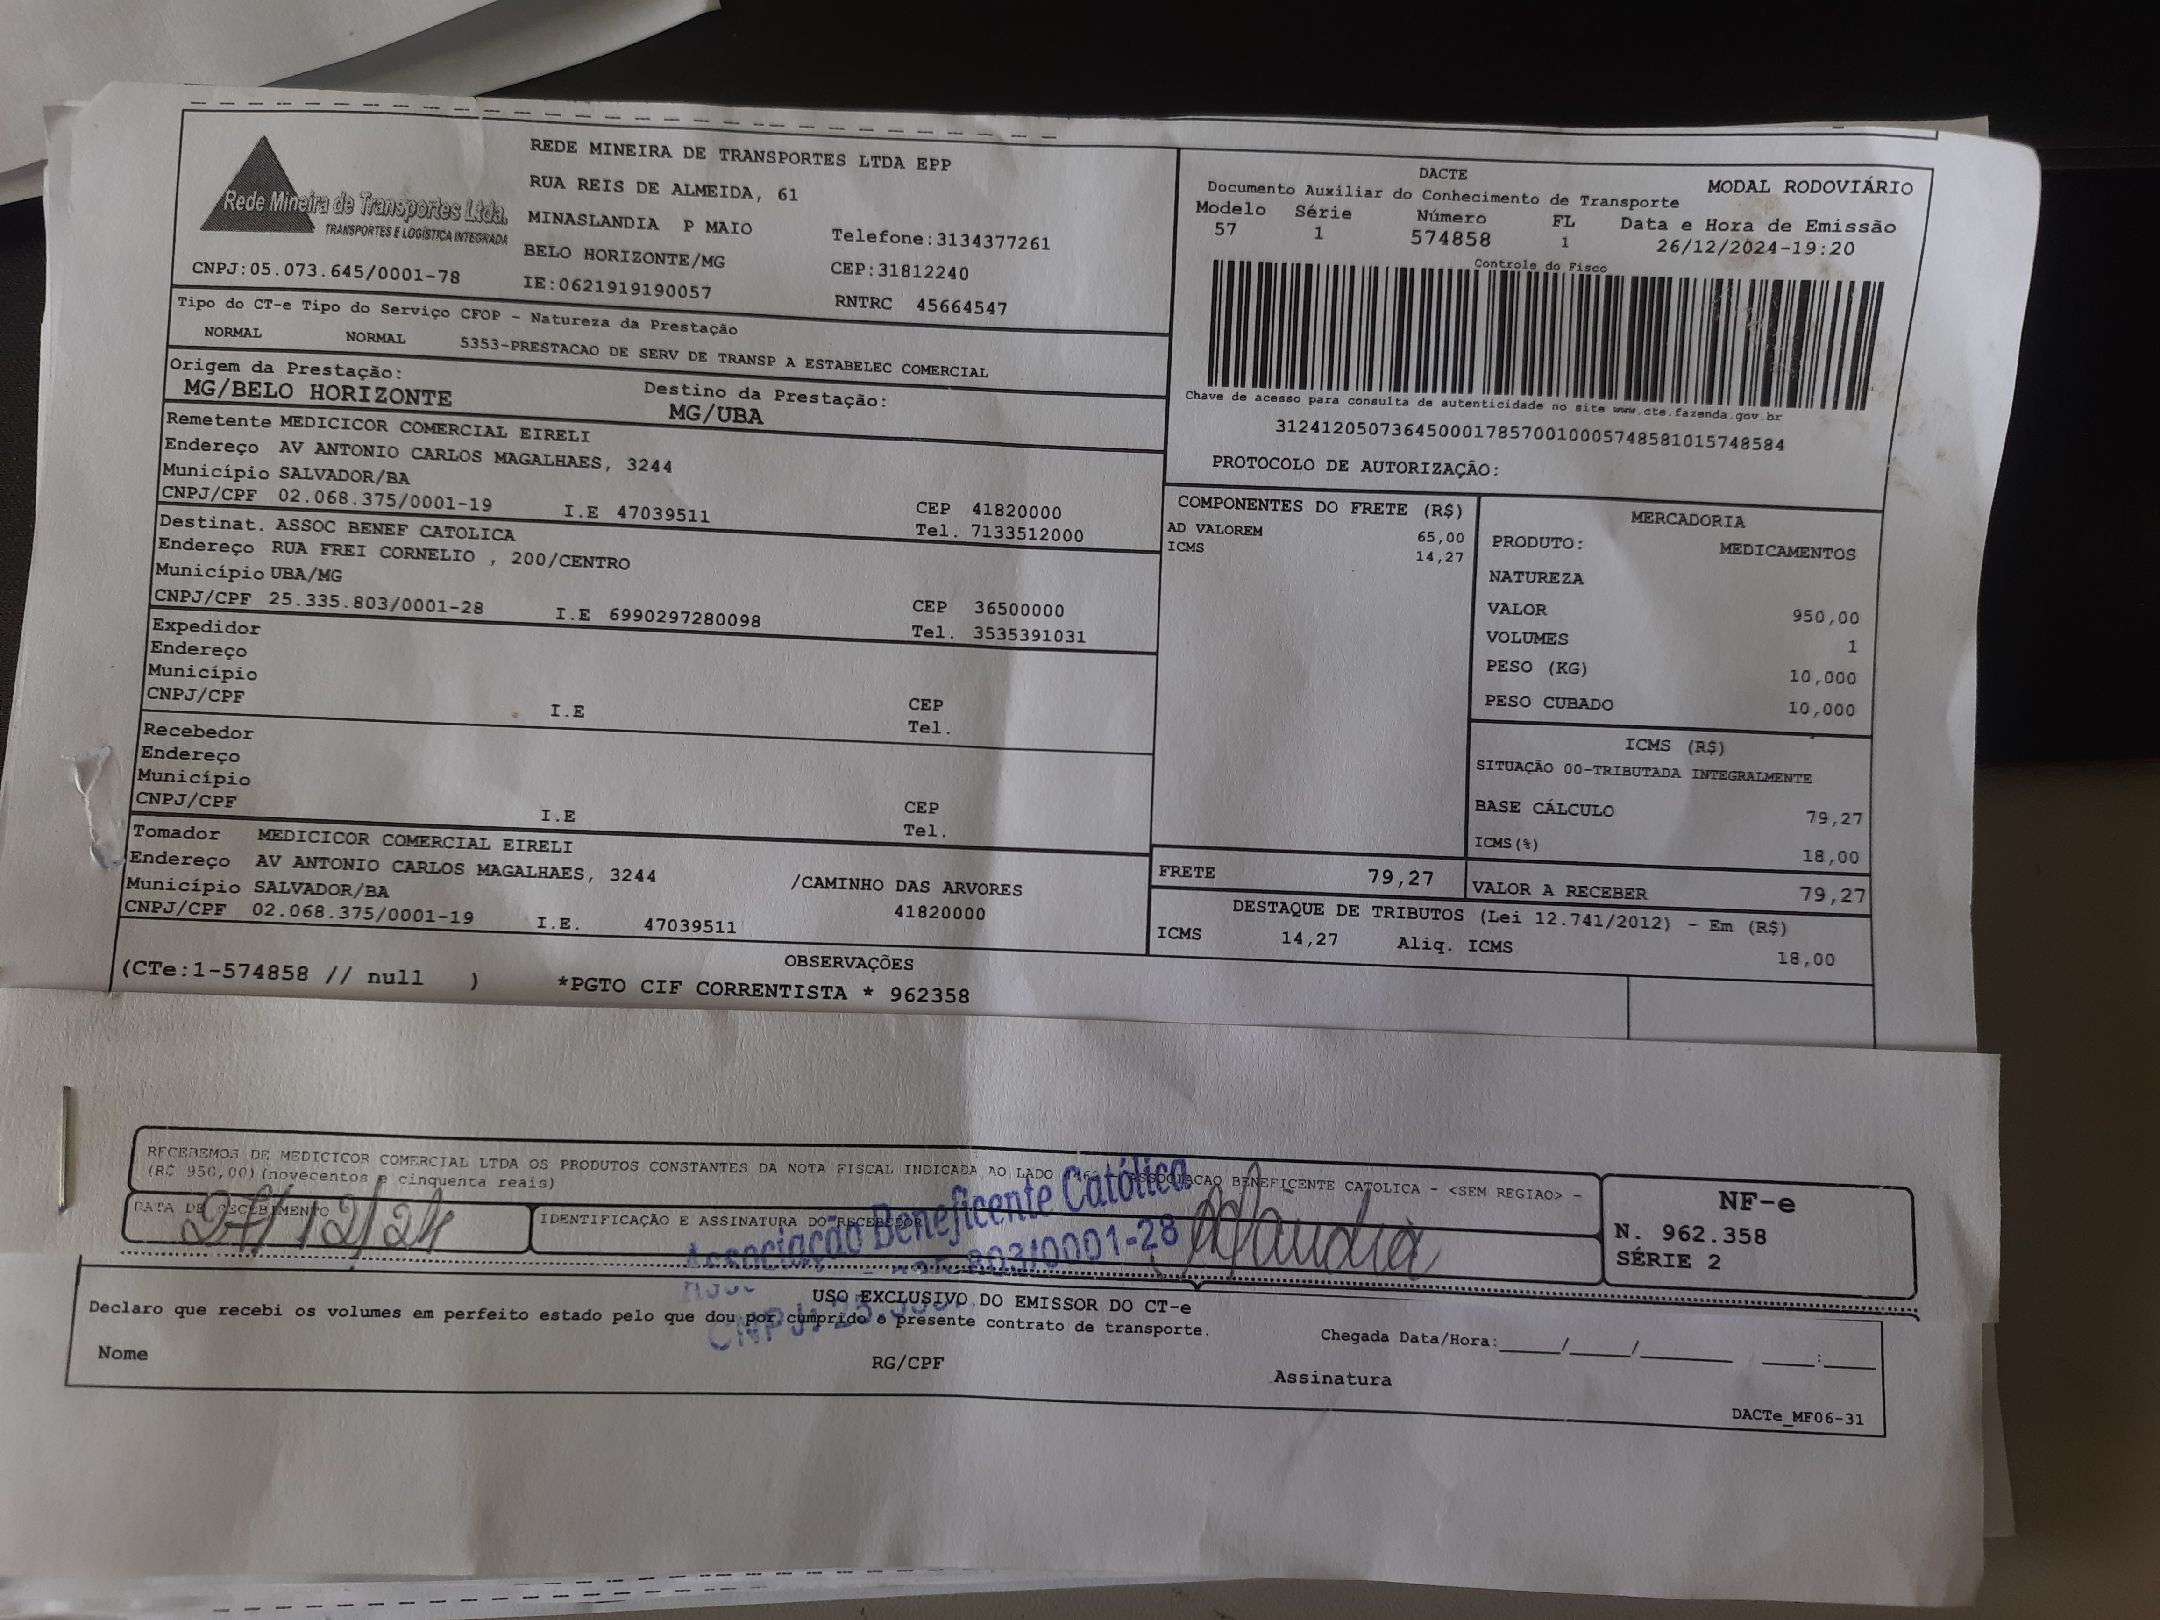 Rede Mineira de Transportes Ltda.
TRANSPORTES E LOGÍSTICA INTEGRADA
CNPJ:05.073.645/0001-78
REDE MINEIRA DE TRANSPORTES LTDA EPP
RUA REIS DE ALMEIDA, 61
MINASLANDIA P MAIO
BELO HORIZONTE/MG
IE:0621919190057
Telefone:3134377261
CEP:31812240
RNTRC 45664547
DACTE
MODAL RODOVIÁRIO
Documento Auxiliar do Conhecimento de Transporte
Modelo Série Número FL Data e Hora de Emissão
57 1 574858 1 26/12/2024-19:20
Controle do Fisco
Chave de acesso para consulta de autenticidade no site www.cte.fazenda.gov.br
31241205073645000178570010005748581015748584
PROTOCOLO DE AUTORIZAÇÃO:
Tipo do CT-e Tipo do Serviço CFOP - Natureza da Prestação
NORMAL NORMAL 5353-PRESTACAO DE SERV DE TRANSP A ESTABELEC COMERCIAL
Origem da Prestação: Destino da Prestação:
MG/BELO HORIZONTE MG/UBA
Remetente MEDICICOR COMERCIAL EIRELI
Endereço AV ANTONIO CARLOS MAGALHAES, 3244
Município SALVADOR/BA CEP 41820000
CNPJ/CPF 02.068.375/0001-19 I.E 47039511 Tel. 7133512000
Destinat. ASSOC BENEF CATOLICA
Endereço RUA FREI CORNELIO , 200/CENTRO
Município UBA/MG CEP 36500000
CNPJ/CPF 25.335.803/0001-28 I.E 6990297280098 Tel. 3535391031
Expedidor
Endereço
Município CEP
CNPJ/CPF I.E Tel.
Recebedor
Endereço
Município CEP
CNPJ/CPF I.E Tel.
Tomador MEDICICOR COMERCIAL EIRELI
Endereço AV ANTONIO CARLOS MAGALHAES, 3244 /CAMINHO DAS ARVORES
Município SALVADOR/BA 41820000
CNPJ/CPF 02.068.375/0001-19 I.E. 47039511
COMPONENTES DO FRETE (R$)
AD VALOREM 65,00
ICMS 14,27
MERCADORIA
PRODUTO: MEDICAMENTOS
NATUREZA
VALOR 950,00
VOLUMES 1
PESO (KG) 10,000
PESO CUBADO 10,000
ICMS (R$)
SITUAÇÃO 00-TRIBUTADA INTEGRALMENTE
BASE CÁLCULO 79,27
ICMS(%) 18,00
FRETE 79,27 VALOR A RECEBER 79,27
DESTAQUE DE TRIBUTOS (Lei 12.741/2012) - Em (R$)
ICMS 14,27 Aliq. ICMS 18,00
OBSERVAÇÕES
(CTe:1-574858 // null ) *PGTO CIF CORRENTISTA * 962358
RECEBEMOS DE MEDICICOR COMERCIAL LTDA OS PRODUTOS CONSTANTES DA NOTA FISCAL INDICADA AO LADO ASSOCIACAO BENEFICENTE CATOLICA - <SEM REGIAO> -
(R$ 950,00) (novecentos e cinquenta reais)
DATA DE RECEBIMENTO
27/12/24
IDENTIFICAÇÃO E ASSINATURA DO RECEBEDOR
Associação Beneficente Católica
NF-e
N. 962.358
SÉRIE 2
USO EXCLUSIVO DO EMISSOR DO CT-e
Declaro que recebi os volumes em perfeito estado pelo que dou por cumprido o presente contrato de transporte.
Chegada Data/Hora:_____/_____/________ ____:____
Nome RG/CPF Assinatura
DACTe_MF06-31